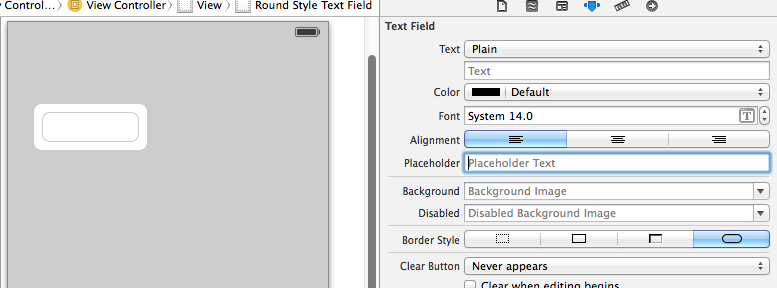 Control... View Controller View Round Style Text Field
Text Field
Text Plain
Text
Color Default
Font System 14.0 T
Alignment
Placeholder Placeholder Text
Background Background Image
Disabled Disabled Background Image
Border Style
Clear Button Never appears
Clear when editing begins